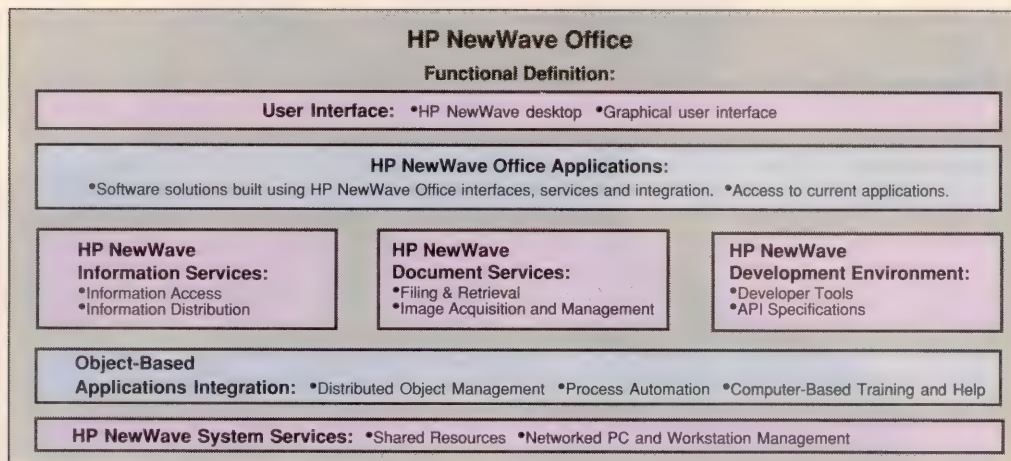 HP NewWave Office
Functional Definition:
User Interface: •HP NewWave desktop •Graphical user interface
HP NewWave Office Applications:
•Software solutions built using HP NewWave Office interfaces, services and integration. •Access to current applications.
HP NewWave
Information Services:
•Information Access
•Information Distribution
HP NewWave
Document Services:
•Filing & Retrieval
•Image Acquisition and Management
HP NewWave
Development Environment:
•Developer Tools
•API Specifications
Object-Based
Applications Integration: •Distributed Object Management •Process Automation •Computer-Based Training and Help
HP NewWave System Services: •Shared Resources •Networked PC and Workstation Management